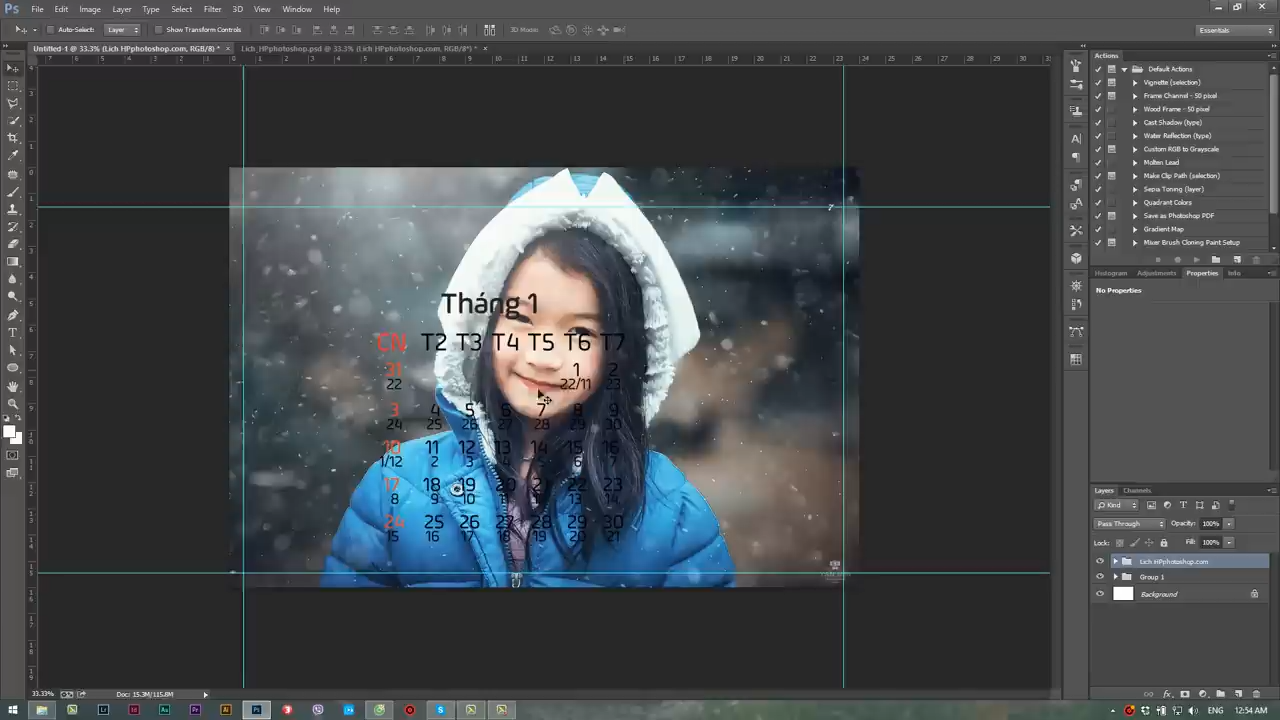 Ps File Edit Image Layer Type Select Filter 3D View Window Help
Auto-Select: Layer Show Transform Controls 3D Mode: Essentials
Untitled-1 @ 33.3% (Lich HPphotoshop.com, RGB/8) * × Lich_HPphotoshop.psd @ 33.3% (Lich HPphotoshop.com, RGB/8*) * ×
Actions
Default Actions
Vignette (selection)
Frame Channel - 50 pixel
Wood Frame - 50 pixel
Cast Shadow (type)
Water Reflection (type)
Custom RGB to Grayscale
Molten Lead
Make Clip Path (selection)
Sepia Toning (layer)
Quadrant Colors
Save as Photoshop PDF
Gradient Map
Mixer Brush Cloning Paint Setup
Histogram Adjustments Properties Info
No Properties
Tháng 1
CN T2 T3 T4 T5 T6 T7
31 1 2
22 22/11 23
3 4 5 6 7 8 9
24 25 26 27 28 29 30
10 11 12 13 14 15 16
1/12 2 3 4 5 6 7
17 18 19 20 21 22 23
8 9 10 11 12 13 14
24 25 26 27 28 29 30
15 16 17 18 19 20 21
Layers Channels
Kind
Pass Through Opacity: 100%
Lock: Fill: 100%
Lich HPphotoshop.com
Group 1
Background
33.33% Doc: 15.3M/115.8M
ENG 12:54 AM